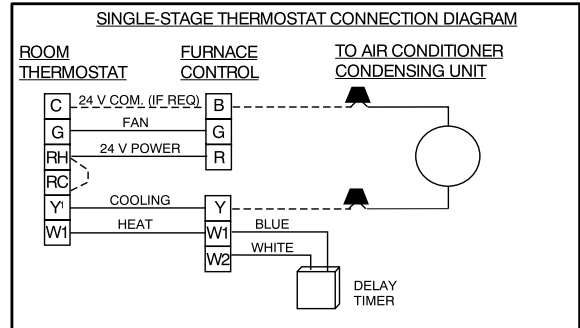 SINGLE-STAGE THERMOSTAT CONNECTION DIAGRAM
ROOM
THERMOSTAT
FURNACE
CONTROL
TO AIR CONDITIONER
CONDENSING UNIT
C 24 V COM. (IF REQ) B
G FAN G
RH 24 V POWER R
RC
Y' COOLING Y
W1 HEAT W1 BLUE
W2 WHITE
DELAY
TIMER